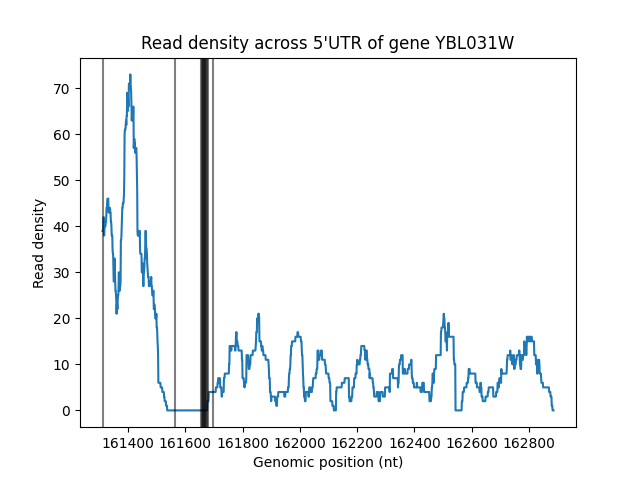 Read density across 5'UTR of gene YBL031W
Read density
70
60
50
40
30
20
10
0
161400 161600 161800 162000 162200 162400 162600 162800
Genomic position (nt)